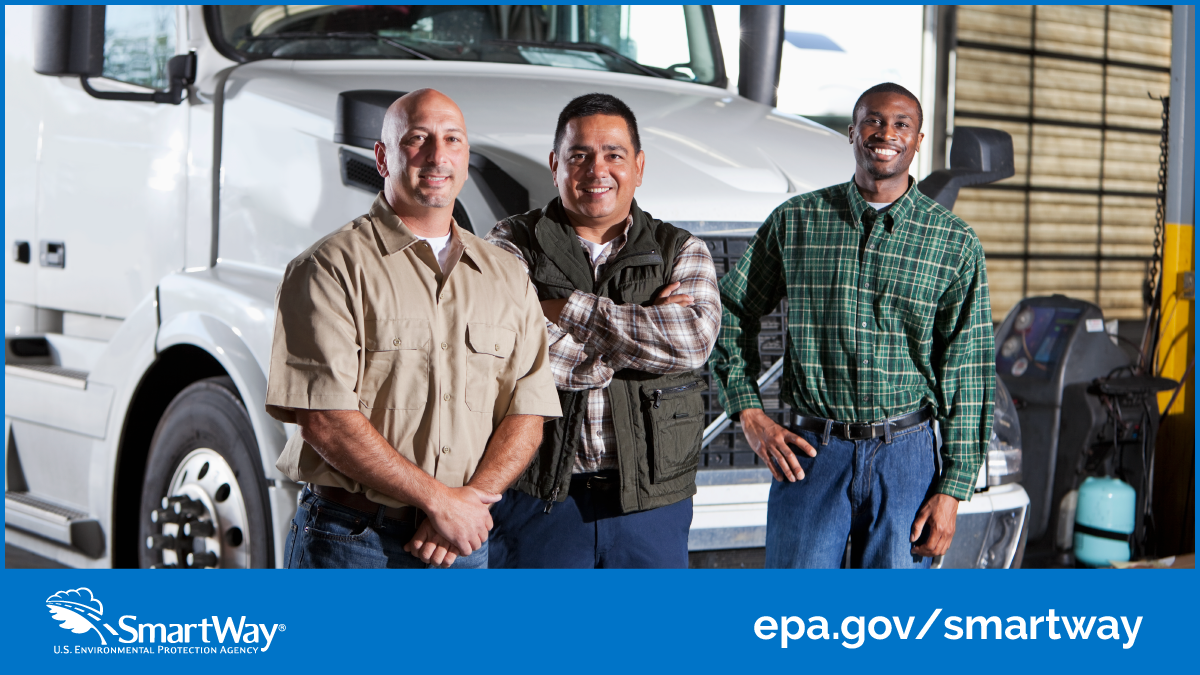 SmartWay®
U.S. Environmental Protection Agency
epa.gov/smartway